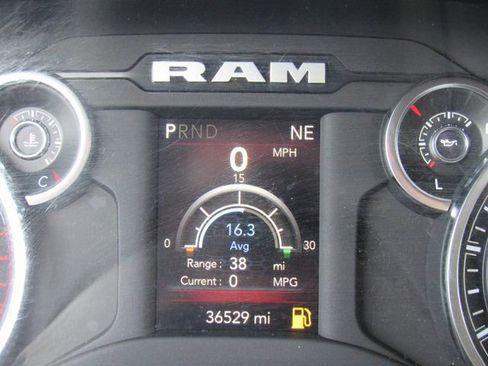 RAM
PRND NE
0 MPH
15
16.3
Avg
0 30
Range : 38 mi
Current : 0 MPG
36529 mi
C
L